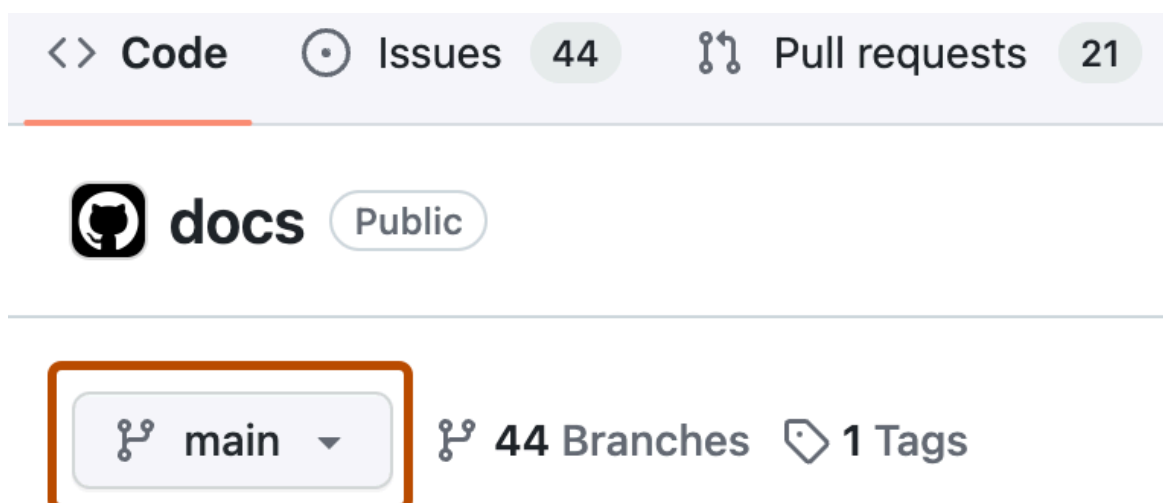 Code Issues 44 Pull requests 21
docs Public
main 44 Branches 1 Tags